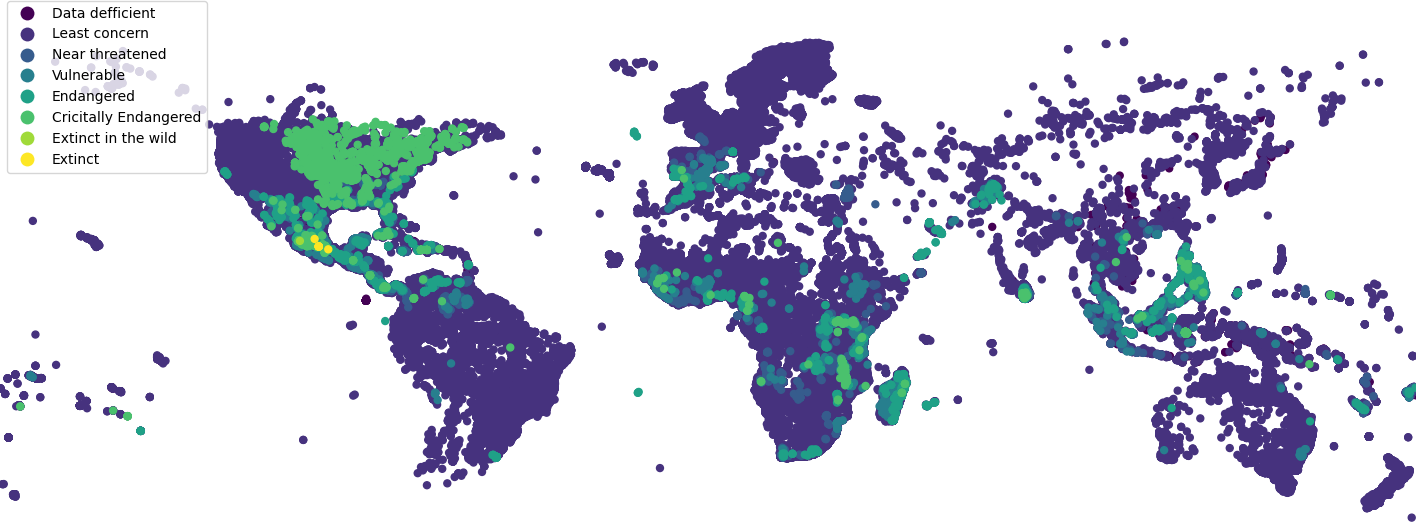 Data defficient
Least concern
Near threatened
Vulnerable
Endangered
Cricitally Endangered
Extinct in the wild
Extinct